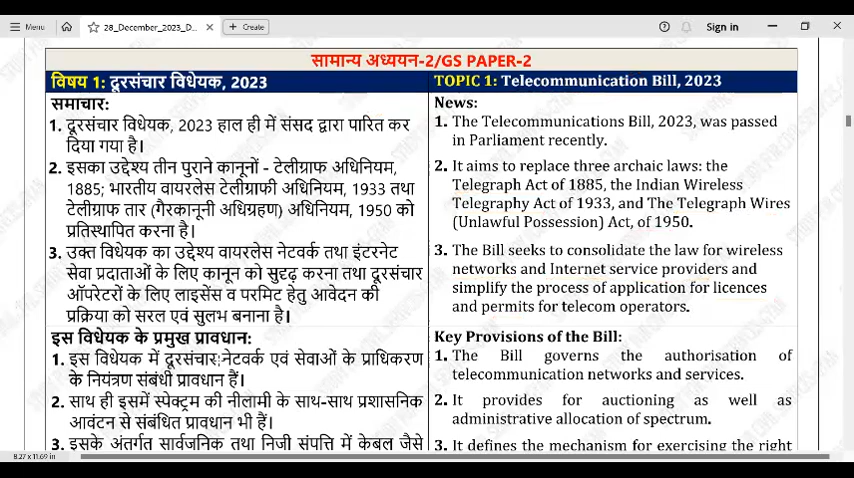 Menu
28_December_2023_D...
+ Create
Sign in
सामान्य अध्ययन-2/GS PAPER-2
विषय 1: दूरसंचार विधेयक, 2023
समाचार:
1. दूरसंचार विधेयक, 2023 हाल ही में संसद द्वारा पारित कर
दिया गया है।
2. इसका उद्देश्य तीन पुराने कानूनों - टेलीग्राफ अधिनियम,
1885; भारतीय वायरलेस टेलीग्राफी अधिनियम, 1933 तथा
टेलीग्राफ तार (गैरकानूनी अधिग्रहण) अधिनियम, 1950 को
प्रतिस्थापित करना है।
3. उक्त विधेयक का उद्देश्य वायरलेस नेटवर्क तथा इंटरनेट
सेवा प्रदाताओं के लिए कानून को सुदृढ़ करना तथा दूरसंचार
ऑपरेटरों के लिए लाइसेंस व परमिट हेतु आवेदन की
प्रक्रिया को सरल एवं सुलभ बनाना है।
इस विधेयक के प्रमुख प्रावधान:
1. इस विधेयक में दूरसंचार नेटवर्क एवं सेवाओं के प्राधिकरण
के नियंत्रण संबंधी प्रावधान हैं।
2. साथ ही इसमें स्पेक्ट्रम की नीलामी के साथ-साथ प्रशासनिक
आवंटन से संबंधित प्रावधान भी हैं।
3. इसके अंतर्गत सार्वजनिक तथा निजी संपत्ति में केबल जैसे
TOPIC 1: Telecommunication Bill, 2023
News:
1. The Telecommunications Bill, 2023, was passed
in Parliament recently.
2. It aims to replace three archaic laws: the
Telegraph Act of 1885, the Indian Wireless
Telegraphy Act of 1933, and The Telegraph Wires
(Unlawful Possession) Act, of 1950.
3. The Bill seeks to consolidate the law for wireless
networks and Internet service providers and
simplify the process of application for licences
and permits for telecom operators.
Key Provisions of the Bill:
1. The Bill governs the authorisation of
telecommunication networks and services.
2. It provides for auctioning as well as
administrative allocation of spectrum.
3. It defines the mechanism for exercising the right
8.27 x 11.69 in